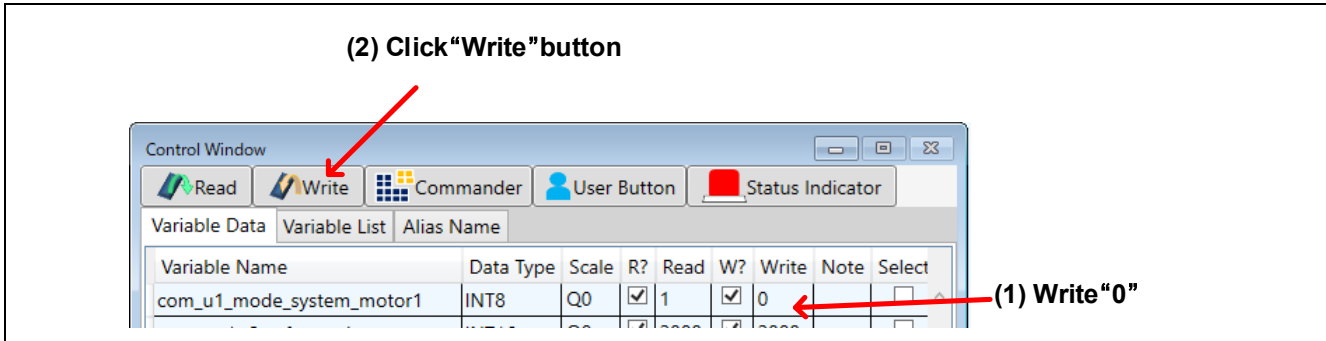 (2) Click“Write”button
Control Window
Read Write Commander User Button Status Indicator
Variable Data Variable List Alias Name
Variable Name Data Type Scale R? Read W? Write Note Select
com_u1_mode_system_motor1 INT8 Q0 1 0
(1) Write“0”